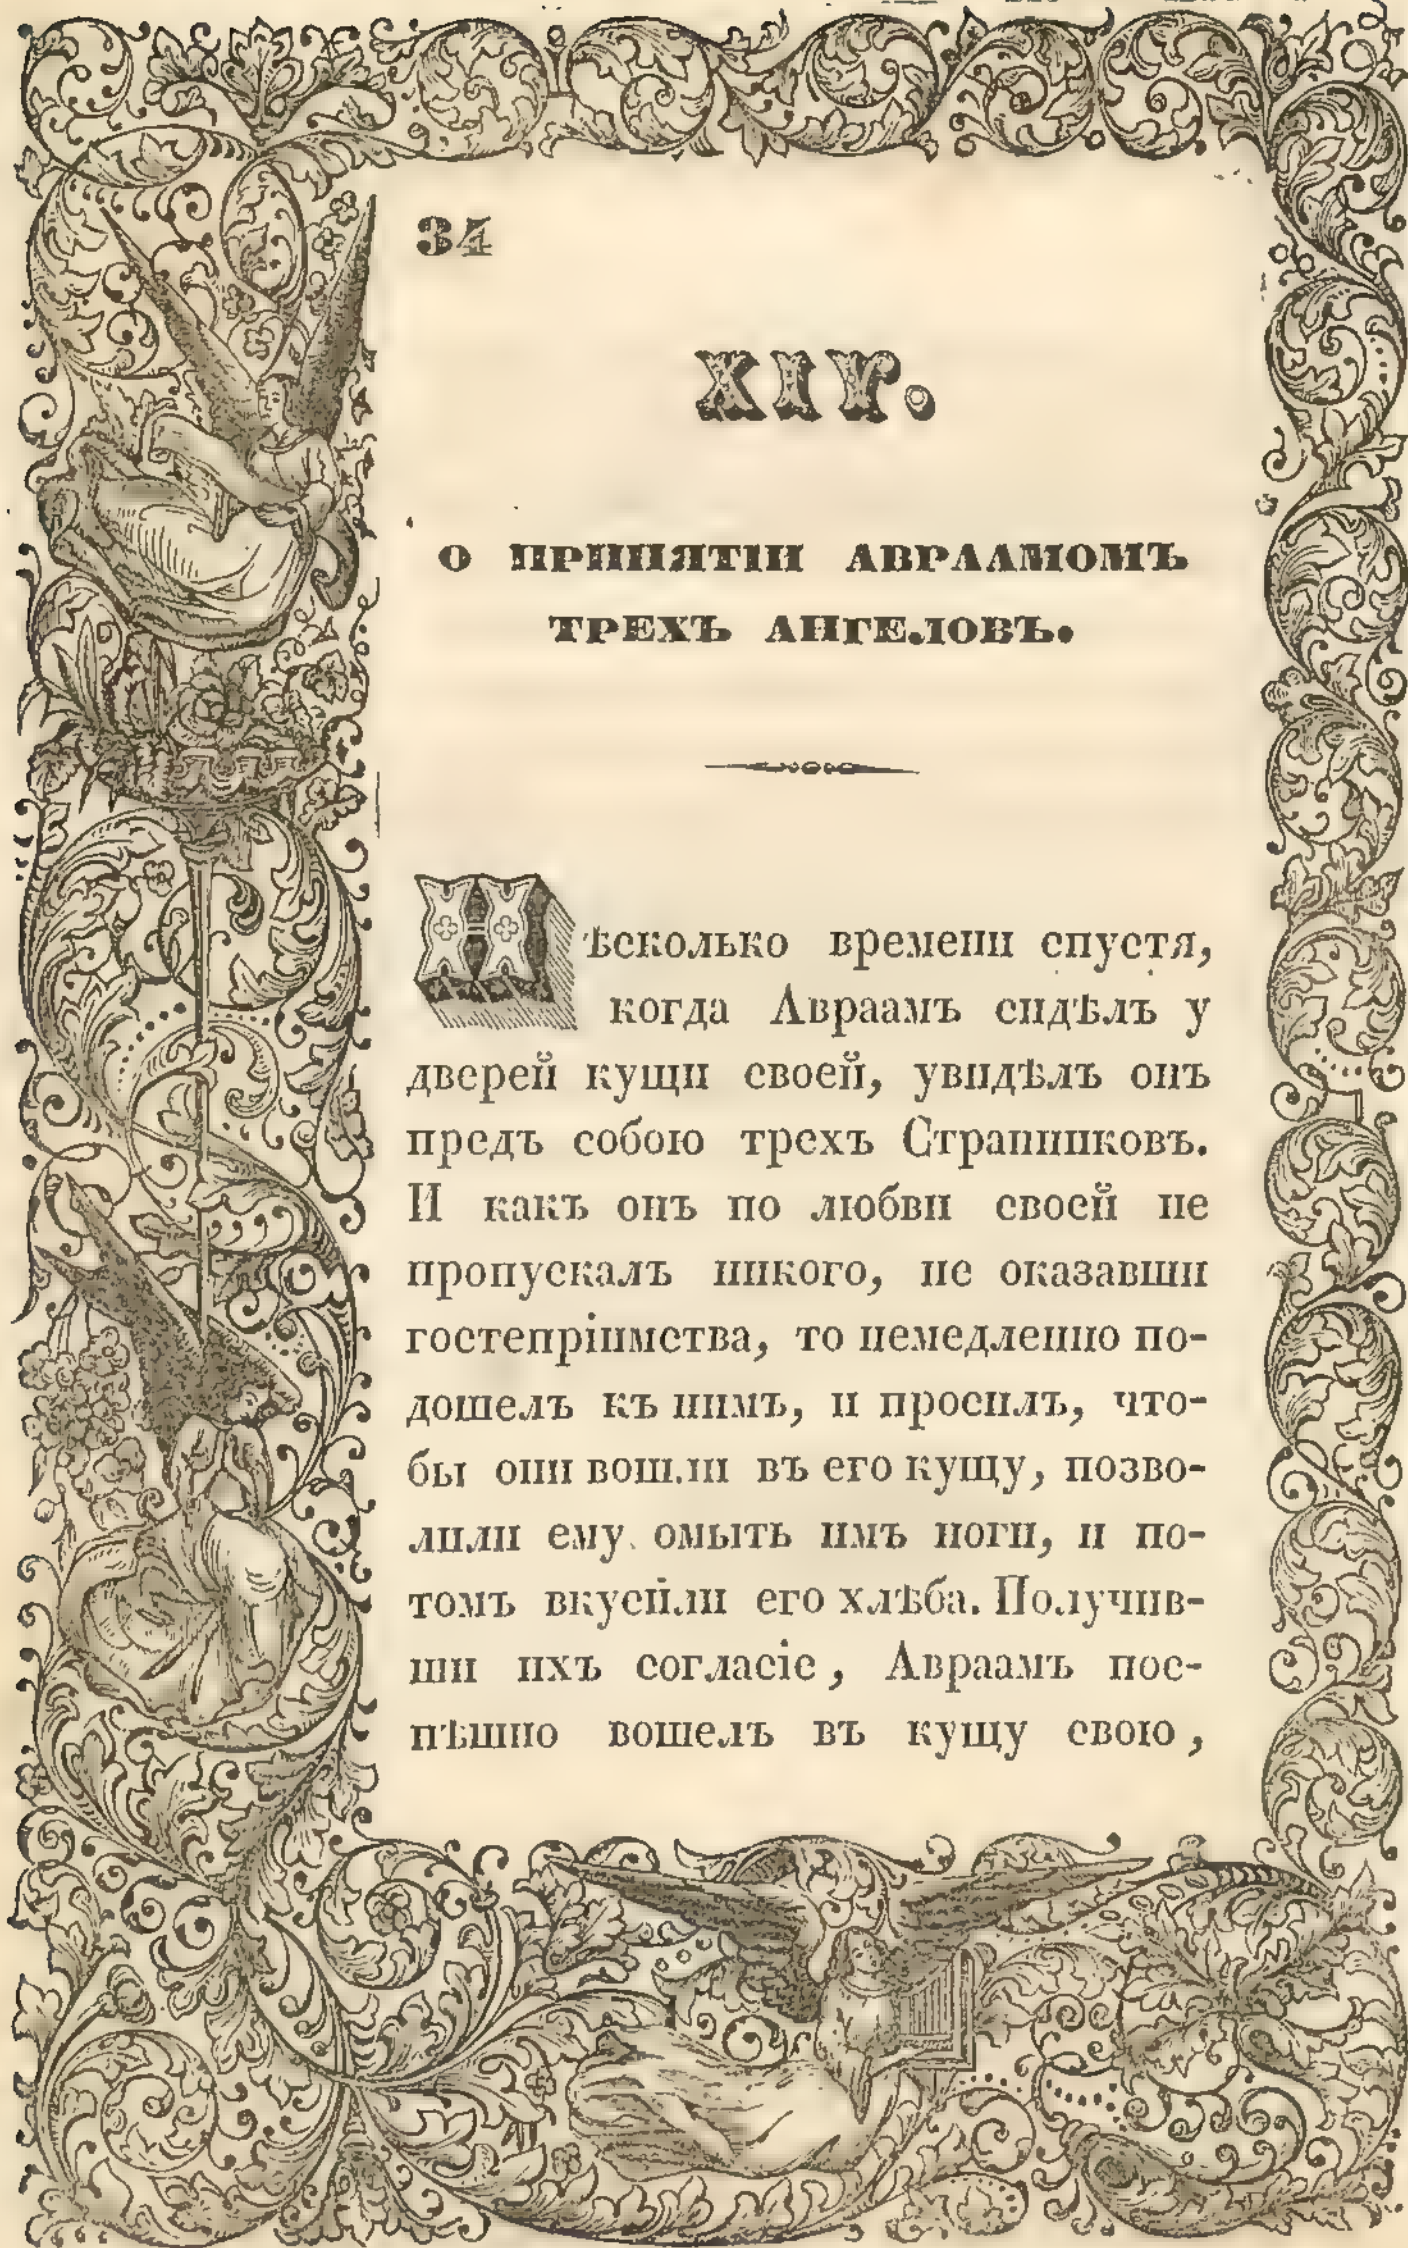 34
XIV.
О ПРИНЯТІИ АВРААМОМЪ
ТРЕХЪ АНГЕЛОВЪ.
Нѣсколько времени спустя,
когда Авраамъ сидѣлъ у
дверей кущи своей, увидѣлъ онъ
предъ собою трехъ Странниковъ.
И какъ онъ по любви своей не
пропускалъ никого, не оказавши
гостепріимства, то немедленно по-
дошелъ къ нимъ, и просилъ, что-
бы они вошли въ его кущу, позво-
лили ему омыть имъ ноги, и по-
томъ вкусили его хлѣба. Получив-
ши ихъ согласіе, Авраамъ пос-
пѣшно вошелъ въ кущу свою,